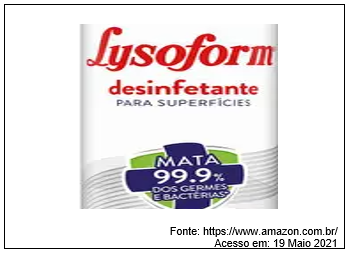 Lysoform
desinfetante
PARA SUPERFÍCIES
MATA
99.9%
DOS GERMES
E BACTÉRIAS*
Fonte: https://www.amazon.com.br/
Acesso em: 19 Maio 2021